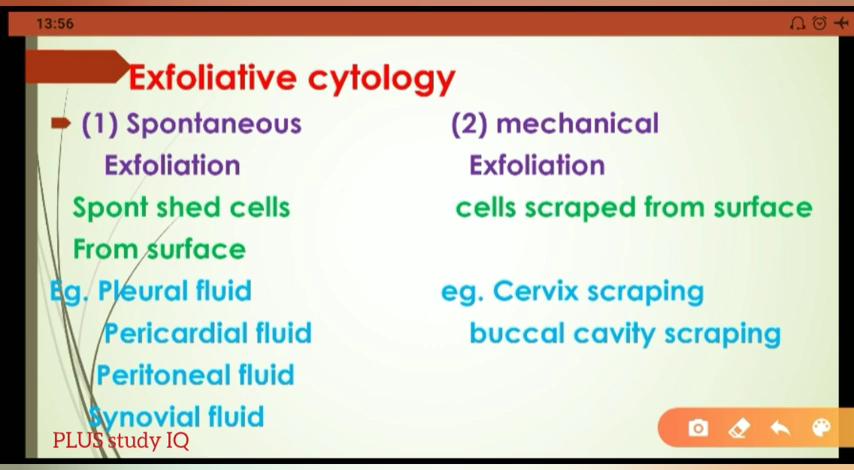 13:56
Exfoliative cytology
(1) Spontaneous
Exfoliation
Spont shed cells
From surface
Eg. Pleural fluid
Pericardial fluid
Peritoneal fluid
Synovial fluid
(2) mechanical
Exfoliation
cells scraped from surface
eg. Cervix scraping
buccal cavity scraping
PLUS study IQ